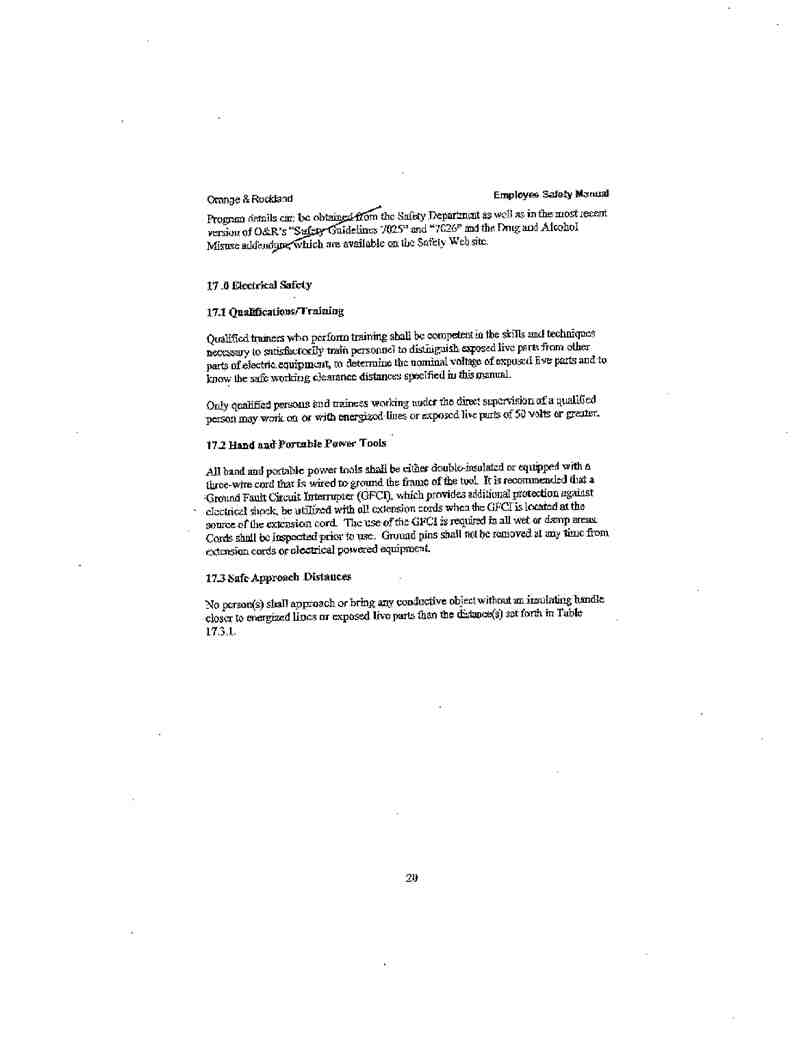 Orange & Rockland Employee Safety Manual
Program details can be obtained from the Safety Department as well as in the most recent
version of O&R's "Safety Guidelines 7025" and "7026" and the Drug and Alcohol
Misuse addendum, which are available on the Safety Web site.
17.0 Electrical Safety
17.1 Qualifications/Training
Qualified trainers who perform training shall be competent in the skills and techniques
necessary to satisfactorily train personnel to distinguish exposed live parts from other
parts of electric equipment, to determine the nominal voltage of exposed live parts and to
know the safe working clearance distances specified in this manual.
Only qualified persons and trainees working under the direct supervision of a qualified
person may work on or with energized lines or exposed live parts of 50 volts or greater.
17.2 Hand and Portable Power Tools
All hand and portable power tools shall be either double-insulated or equipped with a
three-wire cord that is wired to ground the frame of the tool. It is recommended that a
Ground Fault Circuit Interrupter (GFCI), which provides additional protection against
electrical shock, be utilized with all extension cords when the GFCI is located at the
source of the extension cord. The use of the GFCI is required in all wet or damp areas.
Cords shall be inspected prior to use. Ground pins shall not be removed at any time from
extension cords or electrical powered equipment.
17.3 Safe Approach Distances
No person(s) shall approach or bring any conductive object without an insulating handle
closer to energized lines or exposed live parts than the distance(s) set forth in Table
17.3.1.
20